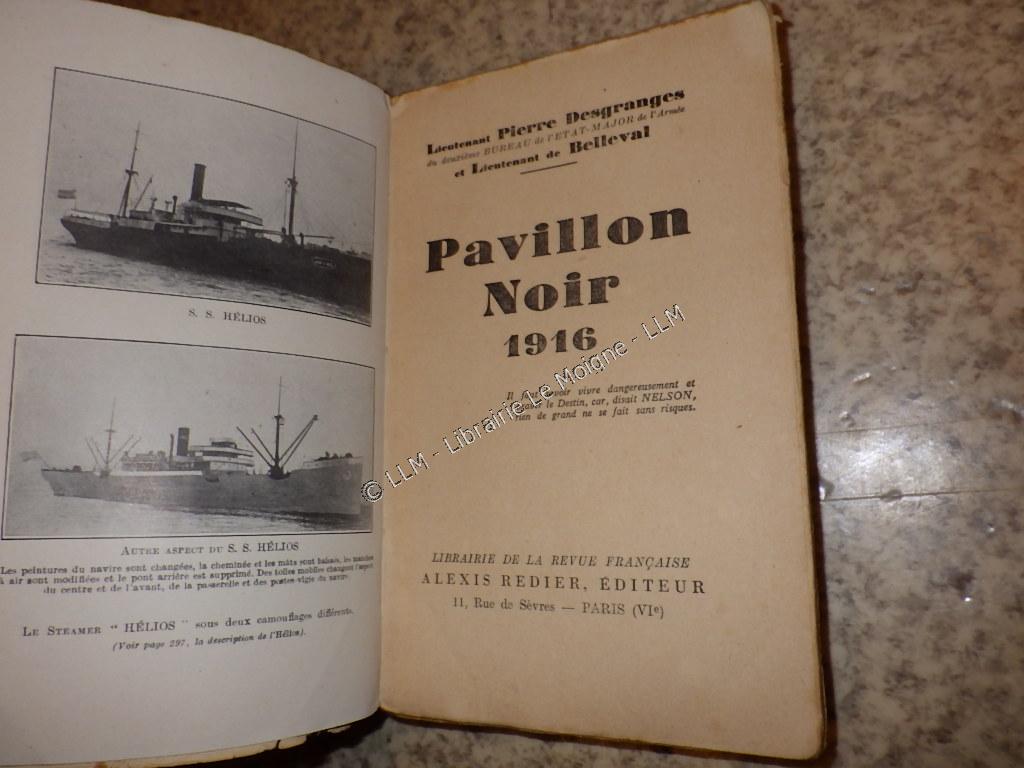 S. S. HÉLIOS
AUTRE ASPECT DU S. S. HÉLIOS
Les peintures du navire sont changées, la cheminée et les mâts sont baissés, les manches
à air sont modifiées et le pont arrière est supprimé. Des toiles mobiles changent l'aspect
du centre et de l'avant, de la passerelle et des postes-vigie du navire.
LE STEAMER "HÉLIOS" sous deux camouflages différents.
(Voir page 297, la description de l'Hélios).
Lieutenant Pierre Desgranges
du deuxième BUREAU de l'ETAT-MAJOR de l'Armée
et Lieutenant de Belleval
Pavillon
Noir
1916
Il vivre dangereusement et
le Destin, car, disait NELSON,
rien de grand ne se fait sans risques.
© LLM - Librairie Le Moigne - LLM
LIBRAIRIE DE LA REVUE FRANÇAISE
ALEXIS REDIER, ÉDITEUR
11, Rue de Sèvres — PARIS (VIe)